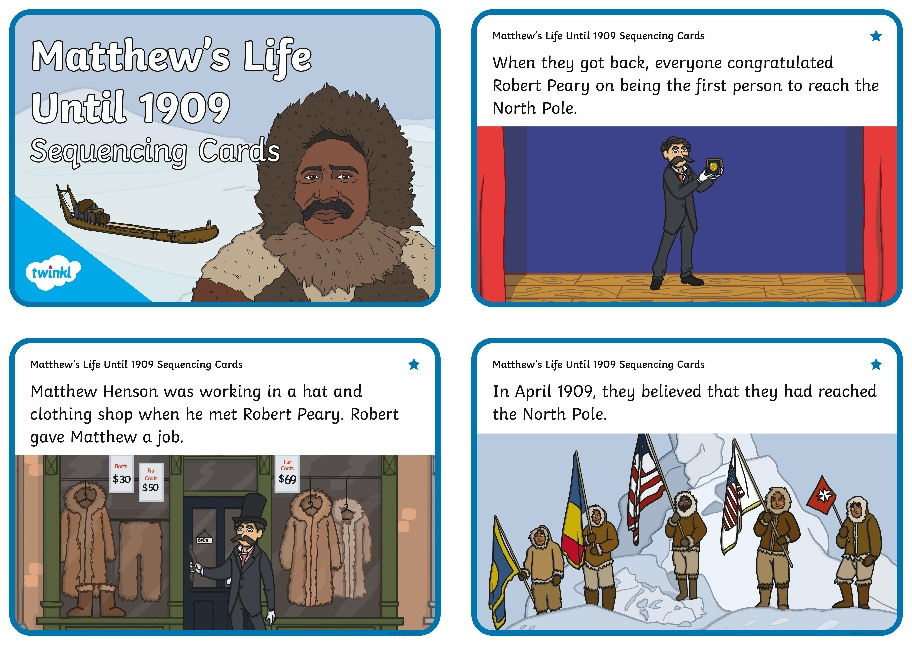 Matthew's Life
Until 1909
Sequencing Cards
twinkl
Matthew's Life Until 1909 Sequencing Cards
When they got back, everyone congratulated
Robert Peary on being the first person to reach the
North Pole.
Matthew's Life Until 1909 Sequencing Cards
Matthew Henson was working in a hat and
clothing shop when he met Robert Peary. Robert
gave Matthew a job.
Boots
$30
Fur
Coats
$50
Fur
Coats
$69
Matthew's Life Until 1909 Sequencing Cards
In April 1909, they believed that they had reached
the North Pole.